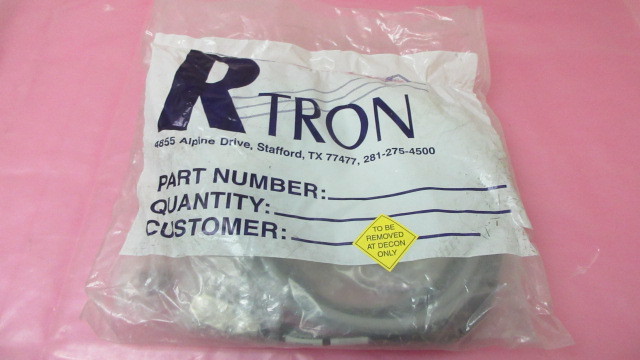 RTRON
4855 Alpine Drive, Stafford, TX 77477, 281-275-4500
PART NUMBER:
QUANTITY:
CUSTOMER:
TO BE
REMOVED
AT DECON
ONLY